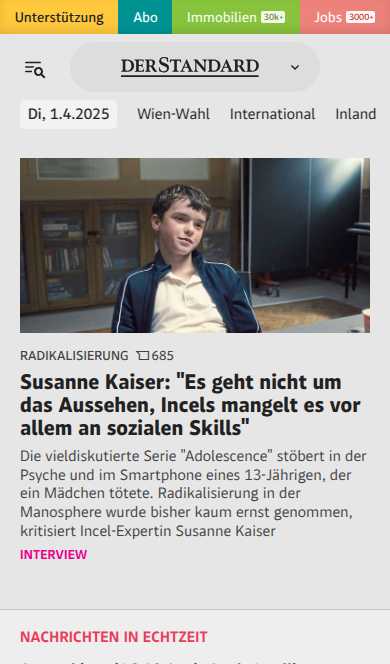 Unterstützung Abo Immobilien 30k+ Jobs 3000+
DERSTANDARD
Di, 1.4.2025 Wien-Wahl International Inland
RADIKALISIERUNG 685
Susanne Kaiser: "Es geht nicht um
das Aussehen, Incels mangelt es vor
allem an sozialen Skills"
Die vieldiskutierte Serie "Adolescence" stöbert in der
Psyche und im Smartphone eines 13-Jährigen, der
ein Mädchen tötete. Radikalisierung in der
Manosphere wurde bisher kaum ernst genommen,
kritisiert Incel-Expertin Susanne Kaiser
INTERVIEW
NACHRICHTEN IN ECHTZEIT